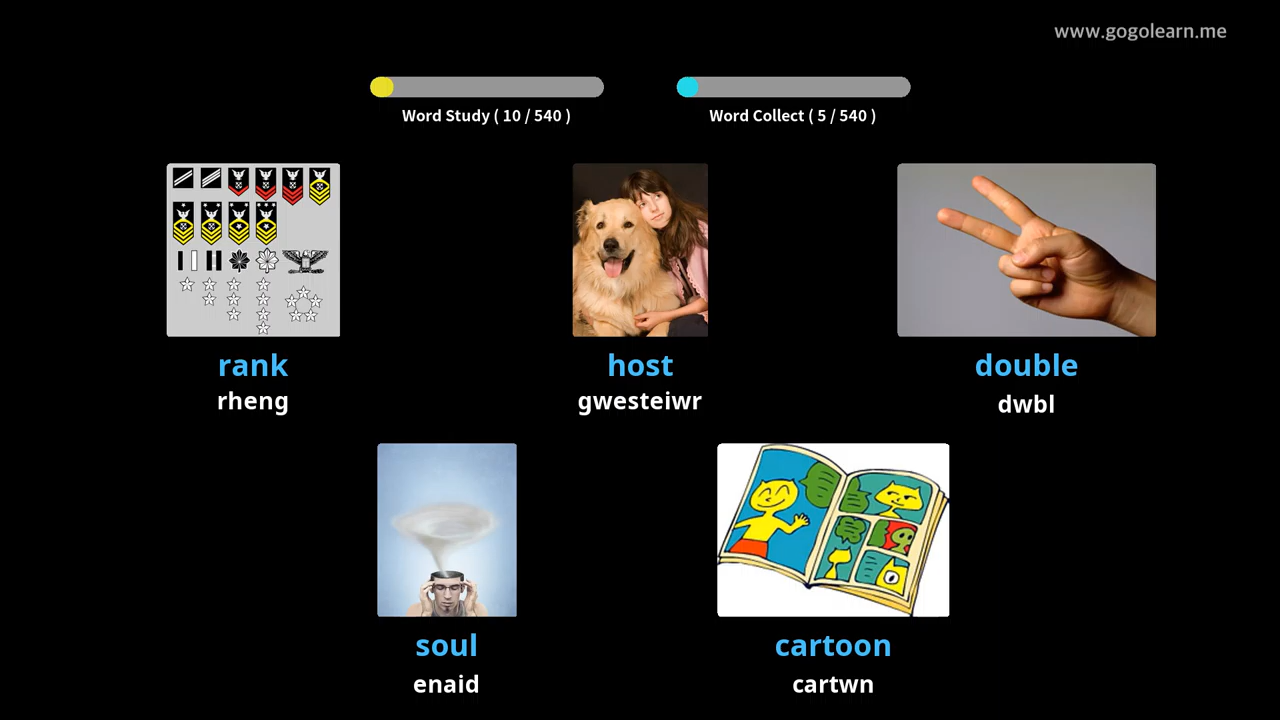 www.gogolearn.me
Word Study ( 10 / 540 )
Word Collect ( 5 / 540 )
rank
rheng
host
gwesteiwr
double
dwbl
soul
enaid
cartoon
cartwn